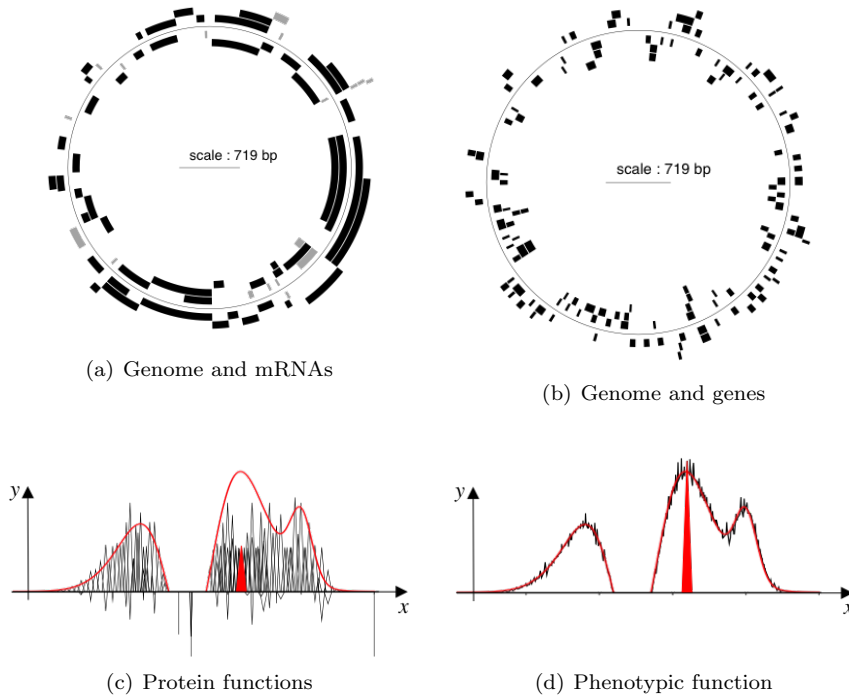 scale : 719 bp
scale : 719 bp
(a) Genome and mRNAs
(b) Genome and genes
y
x
y
x
(c) Protein functions
(d) Phenotypic function